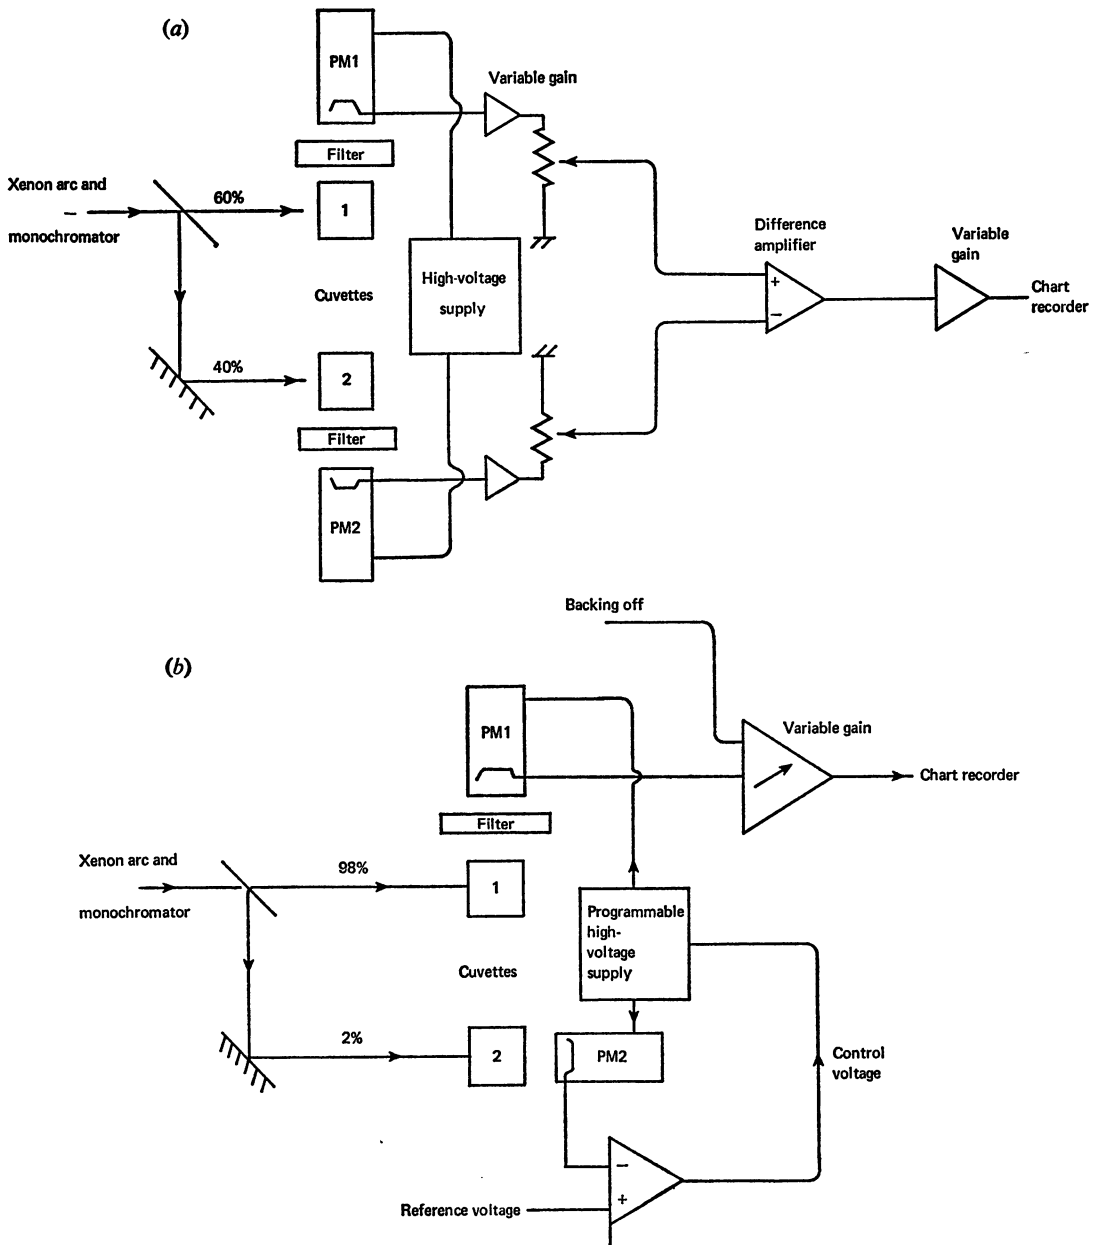 (a)
PM1
Variable gain
Filter
Xenon arc and
monochromator
60%
1
Difference
amplifier
Variable
gain
High-voltage
supply
Cuvettes
+
−
Chart
recorder
40%
2
Filter
PM2
Backing off
(b)
PM1
Variable gain
Chart recorder
Filter
Xenon arc and
monochromator
98%
1
Programmable
high-
voltage
supply
Cuvettes
2%
2
PM2
Control
voltage
−
+
Reference voltage